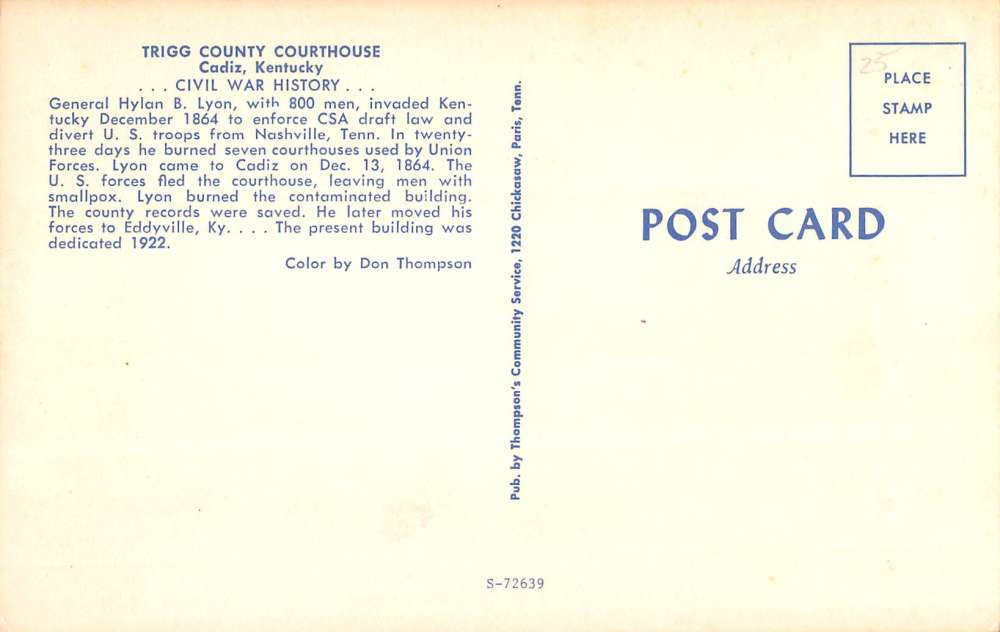 TRIGG COUNTY COURTHOUSE
Cadiz, Kentucky
. . . CIVIL WAR HISTORY . . .
General Hylan B. Lyon, with 800 men, invaded Ken-
tucky December 1864 to enforce CSA draft law and
divert U. S. troops from Nashville, Tenn. In twenty-
three days he burned seven courthouses used by Union
Forces. Lyon came to Cadiz on Dec. 13, 1864. The
U. S. forces fled the courthouse, leaving men with
smallpox. Lyon burned the contaminated building.
The county records were saved. He later moved his
forces to Eddyville, Ky. . . . The present building was
dedicated 1922.
Color by Don Thompson
Pub. by Thompson's Community Service, 1220 Chickasaw, Paris, Tenn.
25
PLACE
STAMP
HERE
POST CARD
Address
S-72639